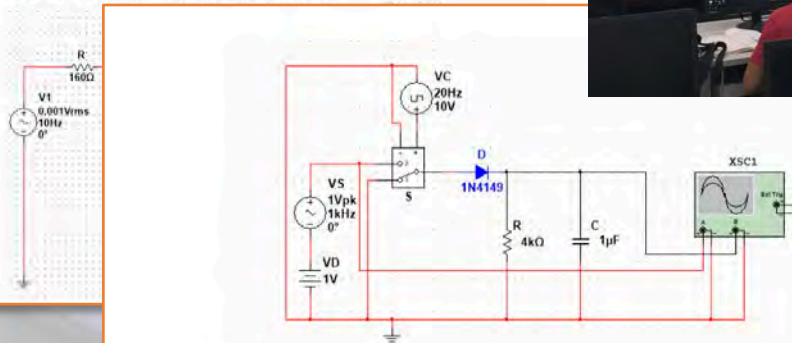 R
160Ω
V1
0.001Vrms
10Hz
0°
VC
20Hz
10V
S
VS
1Vpk
1kHz
0°
VD
1V
D
1N4149
R
4kΩ
C
1µF
XSC1
Ext Trig
A
B